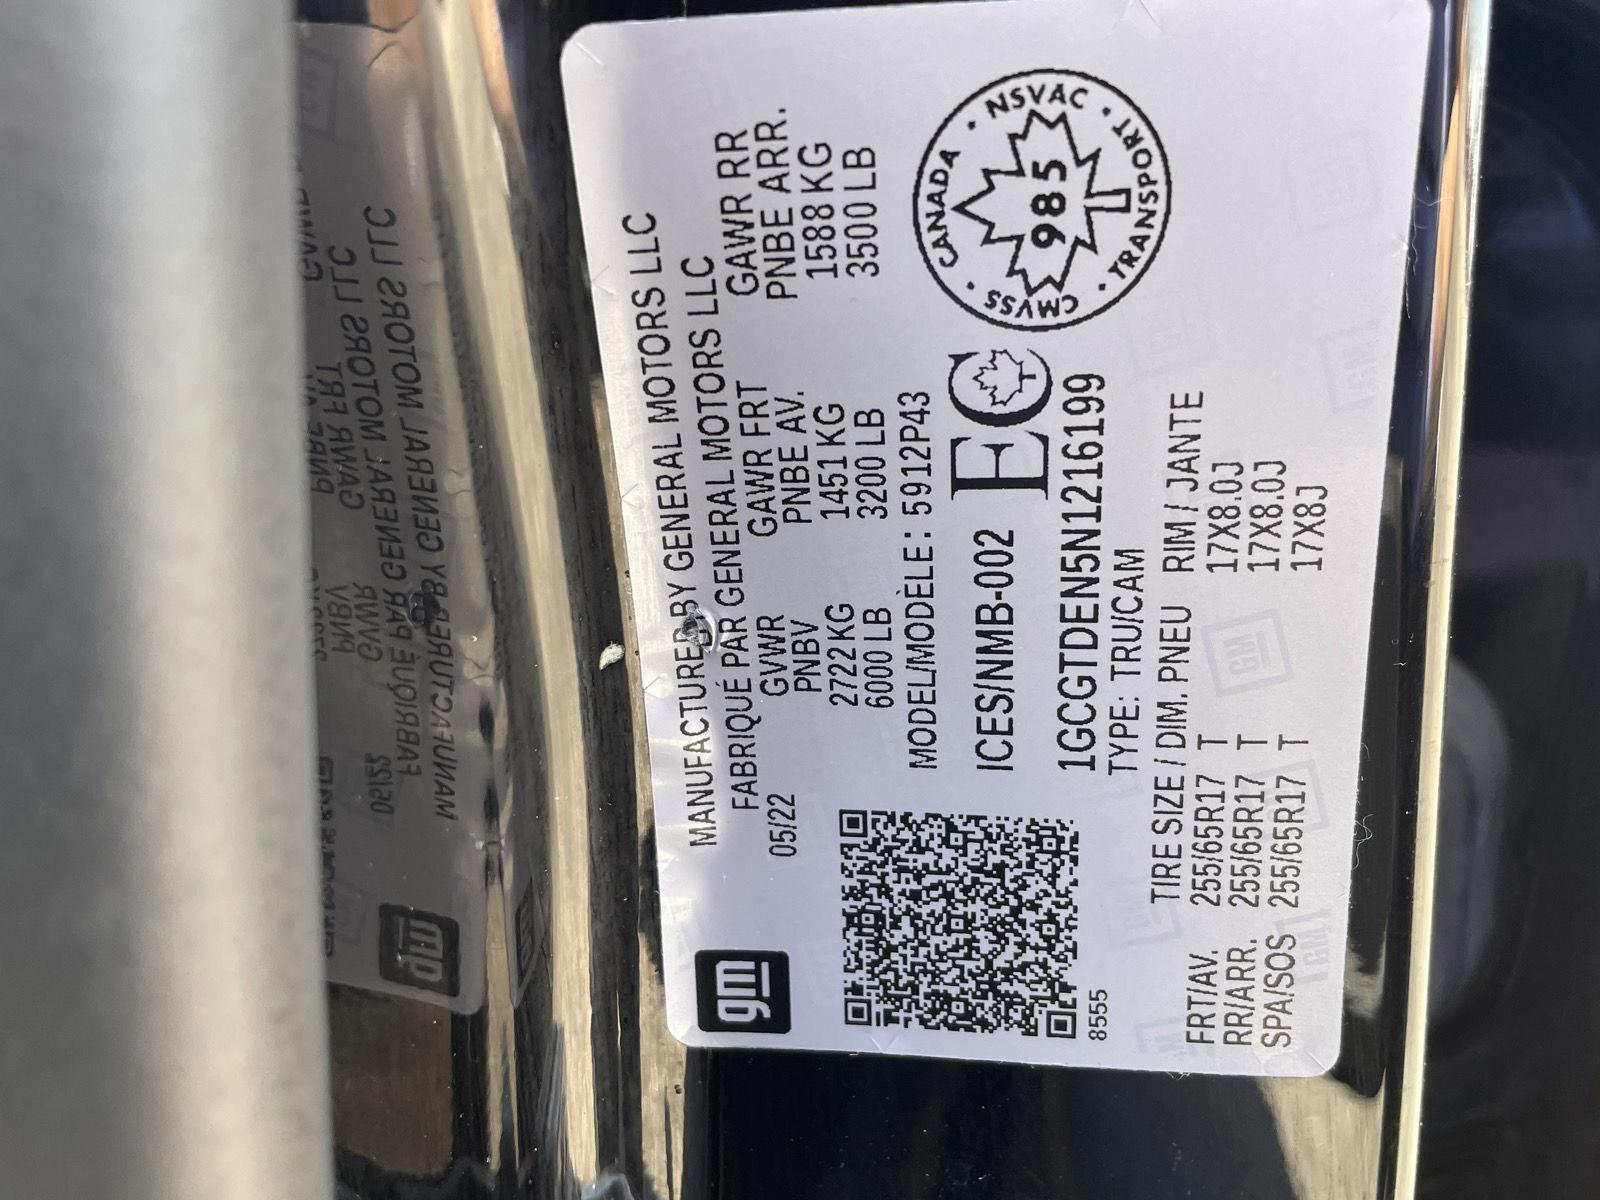 gm
MANUFACTURED BY GENERAL MOTORS LLC
FABRIQUÉ PAR GENERAL MOTORS LLC
05/22
GVWR GAWR FRT GAWR RR
PNBV PNBE AV. PNBE ARR.
2722 KG 1451 KG 1588 KG
6000 LB 3200 LB 3500 LB
MODEL/MODÈLE: 5912P43
ICES/NMB-002 EC T
CANADA · NSVAC · TRANSPORT · CMVSS ·
985
1GCGTDEN5N1216199
TYPE: TRU/CAM
8555
TIRE SIZE / DIM. PNEU RIM / JANTE
FRT/AV. 255/65R17 T 17X8.0J
RR/ARR. 255/65R17 T 17X8.0J
SPA/SOS 255/65R17 T 17X8J